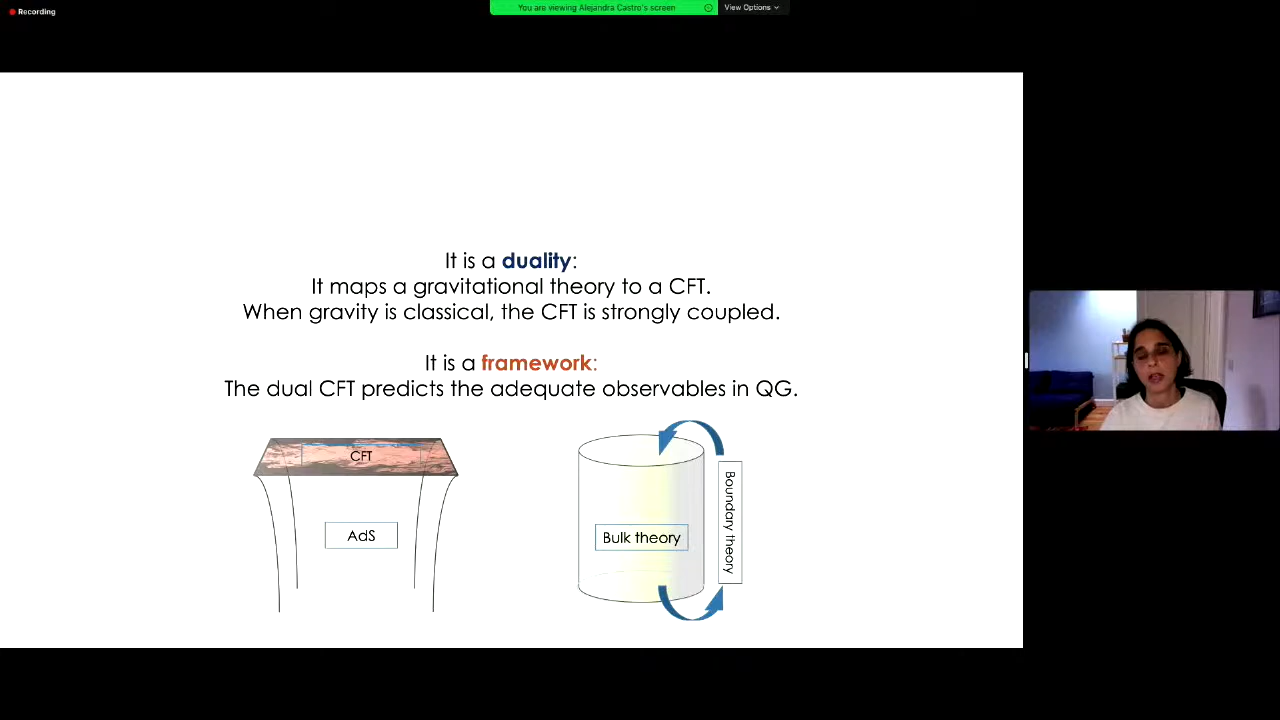 Recording
You are viewing Alejandra Castro's screen
View Options
It is a duality:
It maps a gravitational theory to a CFT.
When gravity is classical, the CFT is strongly coupled.
It is a framework:
The dual CFT predicts the adequate observables in QG.
CFT
AdS
Bulk theory
Boundary theory